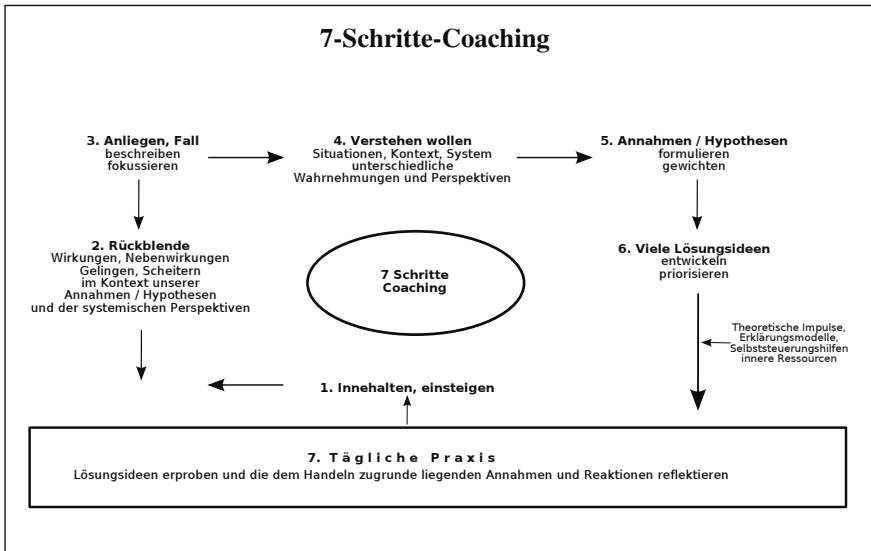 7-Schritte-Coaching
3. Anliegen, Fall
beschreiben
fokussieren
4. Verstehen wollen
Situationen, Kontext, System
unterschiedliche
Wahrnehmungen und Perspektiven
5. Annahmen / Hypothesen
formulieren
gewichten
2. Rückblende
Wirkungen, Nebenwirkungen
Gelingen, Scheitern
im Kontext unserer
Annahmen / Hypothesen
und der systemischen Perspektiven
7 Schritte
Coaching
6. Viele Lösungsideen
entwickeln
priorisieren
Theoretische Impulse,
Erklärungsmodelle,
Selbststeuerungshilfen
innere Ressourcen
1. Innehalten, einsteigen
7. Tägliche Praxis
Lösungsideen erproben und die dem Handeln zugrunde liegenden Annahmen und Reaktionen reflektieren